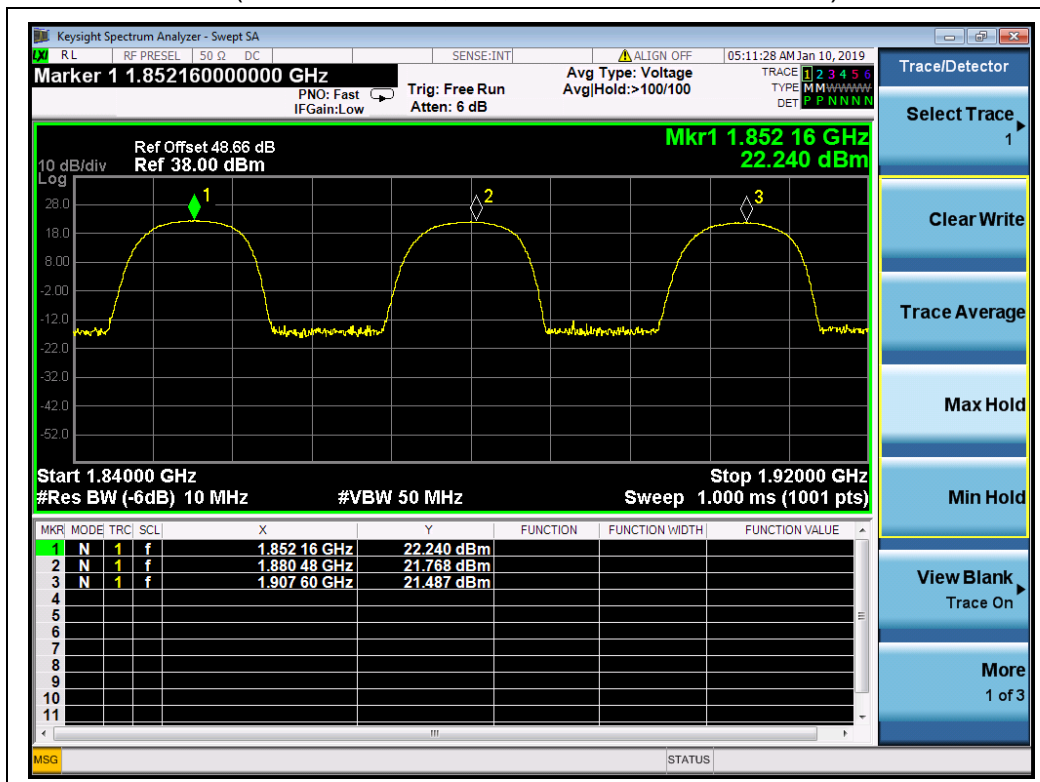 Keysight Spectrum Analyzer - Swept SA
LXI RL RF PRESEL 50 Ω DC SENSE:INT ALIGN OFF 05:11:28 AM Jan 10, 2019
Marker 1 1.852160000000 GHz
PNO: Fast
IFGain:Low
Trig: Free Run
Atten: 6 dB
Avg Type: Voltage
Avg|Hold:>100/100
TRACE 1 2 3 4 5 6
TYPE M M W W W W
DET P P N N N N
Trace/Detector
Select Trace
1
Clear Write
Trace Average
Max Hold
Min Hold
View Blank
Trace On
More
1 of 3
Mkr1 1.852 16 GHz
22.240 dBm
Ref Offset 48.66 dB
10 dB/div Ref 38.00 dBm
Log
1 2 3
28.0
18.0
8.00
-2.00
-12.0
-22.0
-32.0
-42.0
-52.0
Start 1.84000 GHz Stop 1.92000 GHz
#Res BW (-6dB) 10 MHz #VBW 50 MHz Sweep 1.000 ms (1001 pts)
MKR MODE TRC SCL X Y FUNCTION FUNCTION WIDTH FUNCTION VALUE
1 N 1 f 1.852 16 GHz 22.240 dBm
2 N 1 f 1.880 48 GHz 21.768 dBm
3 N 1 f 1.907 60 GHz 21.487 dBm
4
5
6
7
8
9
10
11
MSG STATUS